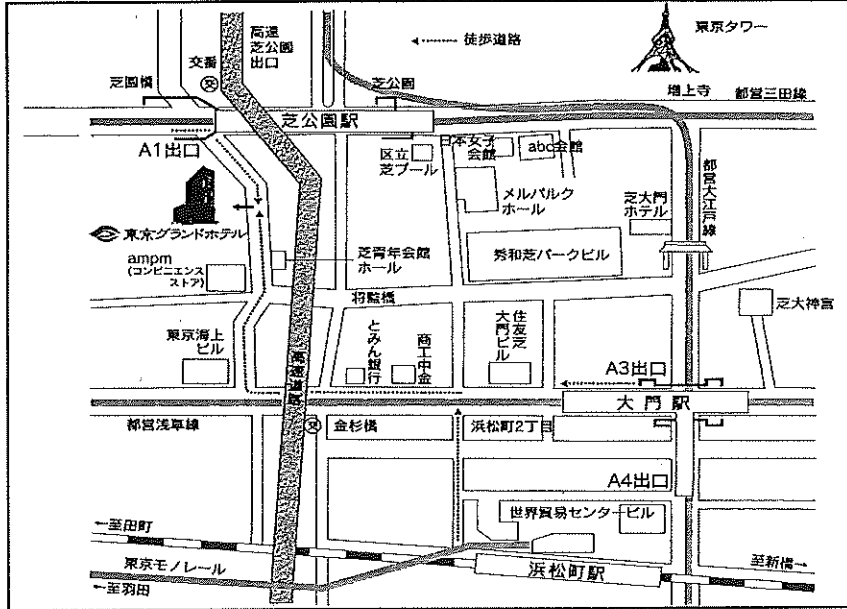 高速
芝公園
出口
徒歩道路
東京タワー
交番
芝園橋
芝公園
増上寺
都営三田線
芝公園駅
A1出口
区立
芝プール
日本女子
会館
abc会館
都営大江戸線
メルパルク
ホール
芝大門
ホテル
東京グランドホテル
芝青年会館
ホール
秀和芝パークビル
ampm
(コンビニエンス
ストア)
将監橋
芝大神宮
東京海上
ビル
高速道路
とみん銀行
商工中金
住友芝
大門ビル
A3出口
大門駅
都営浅草線
金杉橋
浜松町2丁目
A4出口
世界貿易センタービル
←至田町
東京モノレール
←至羽田
浜松町駅
至新橋→